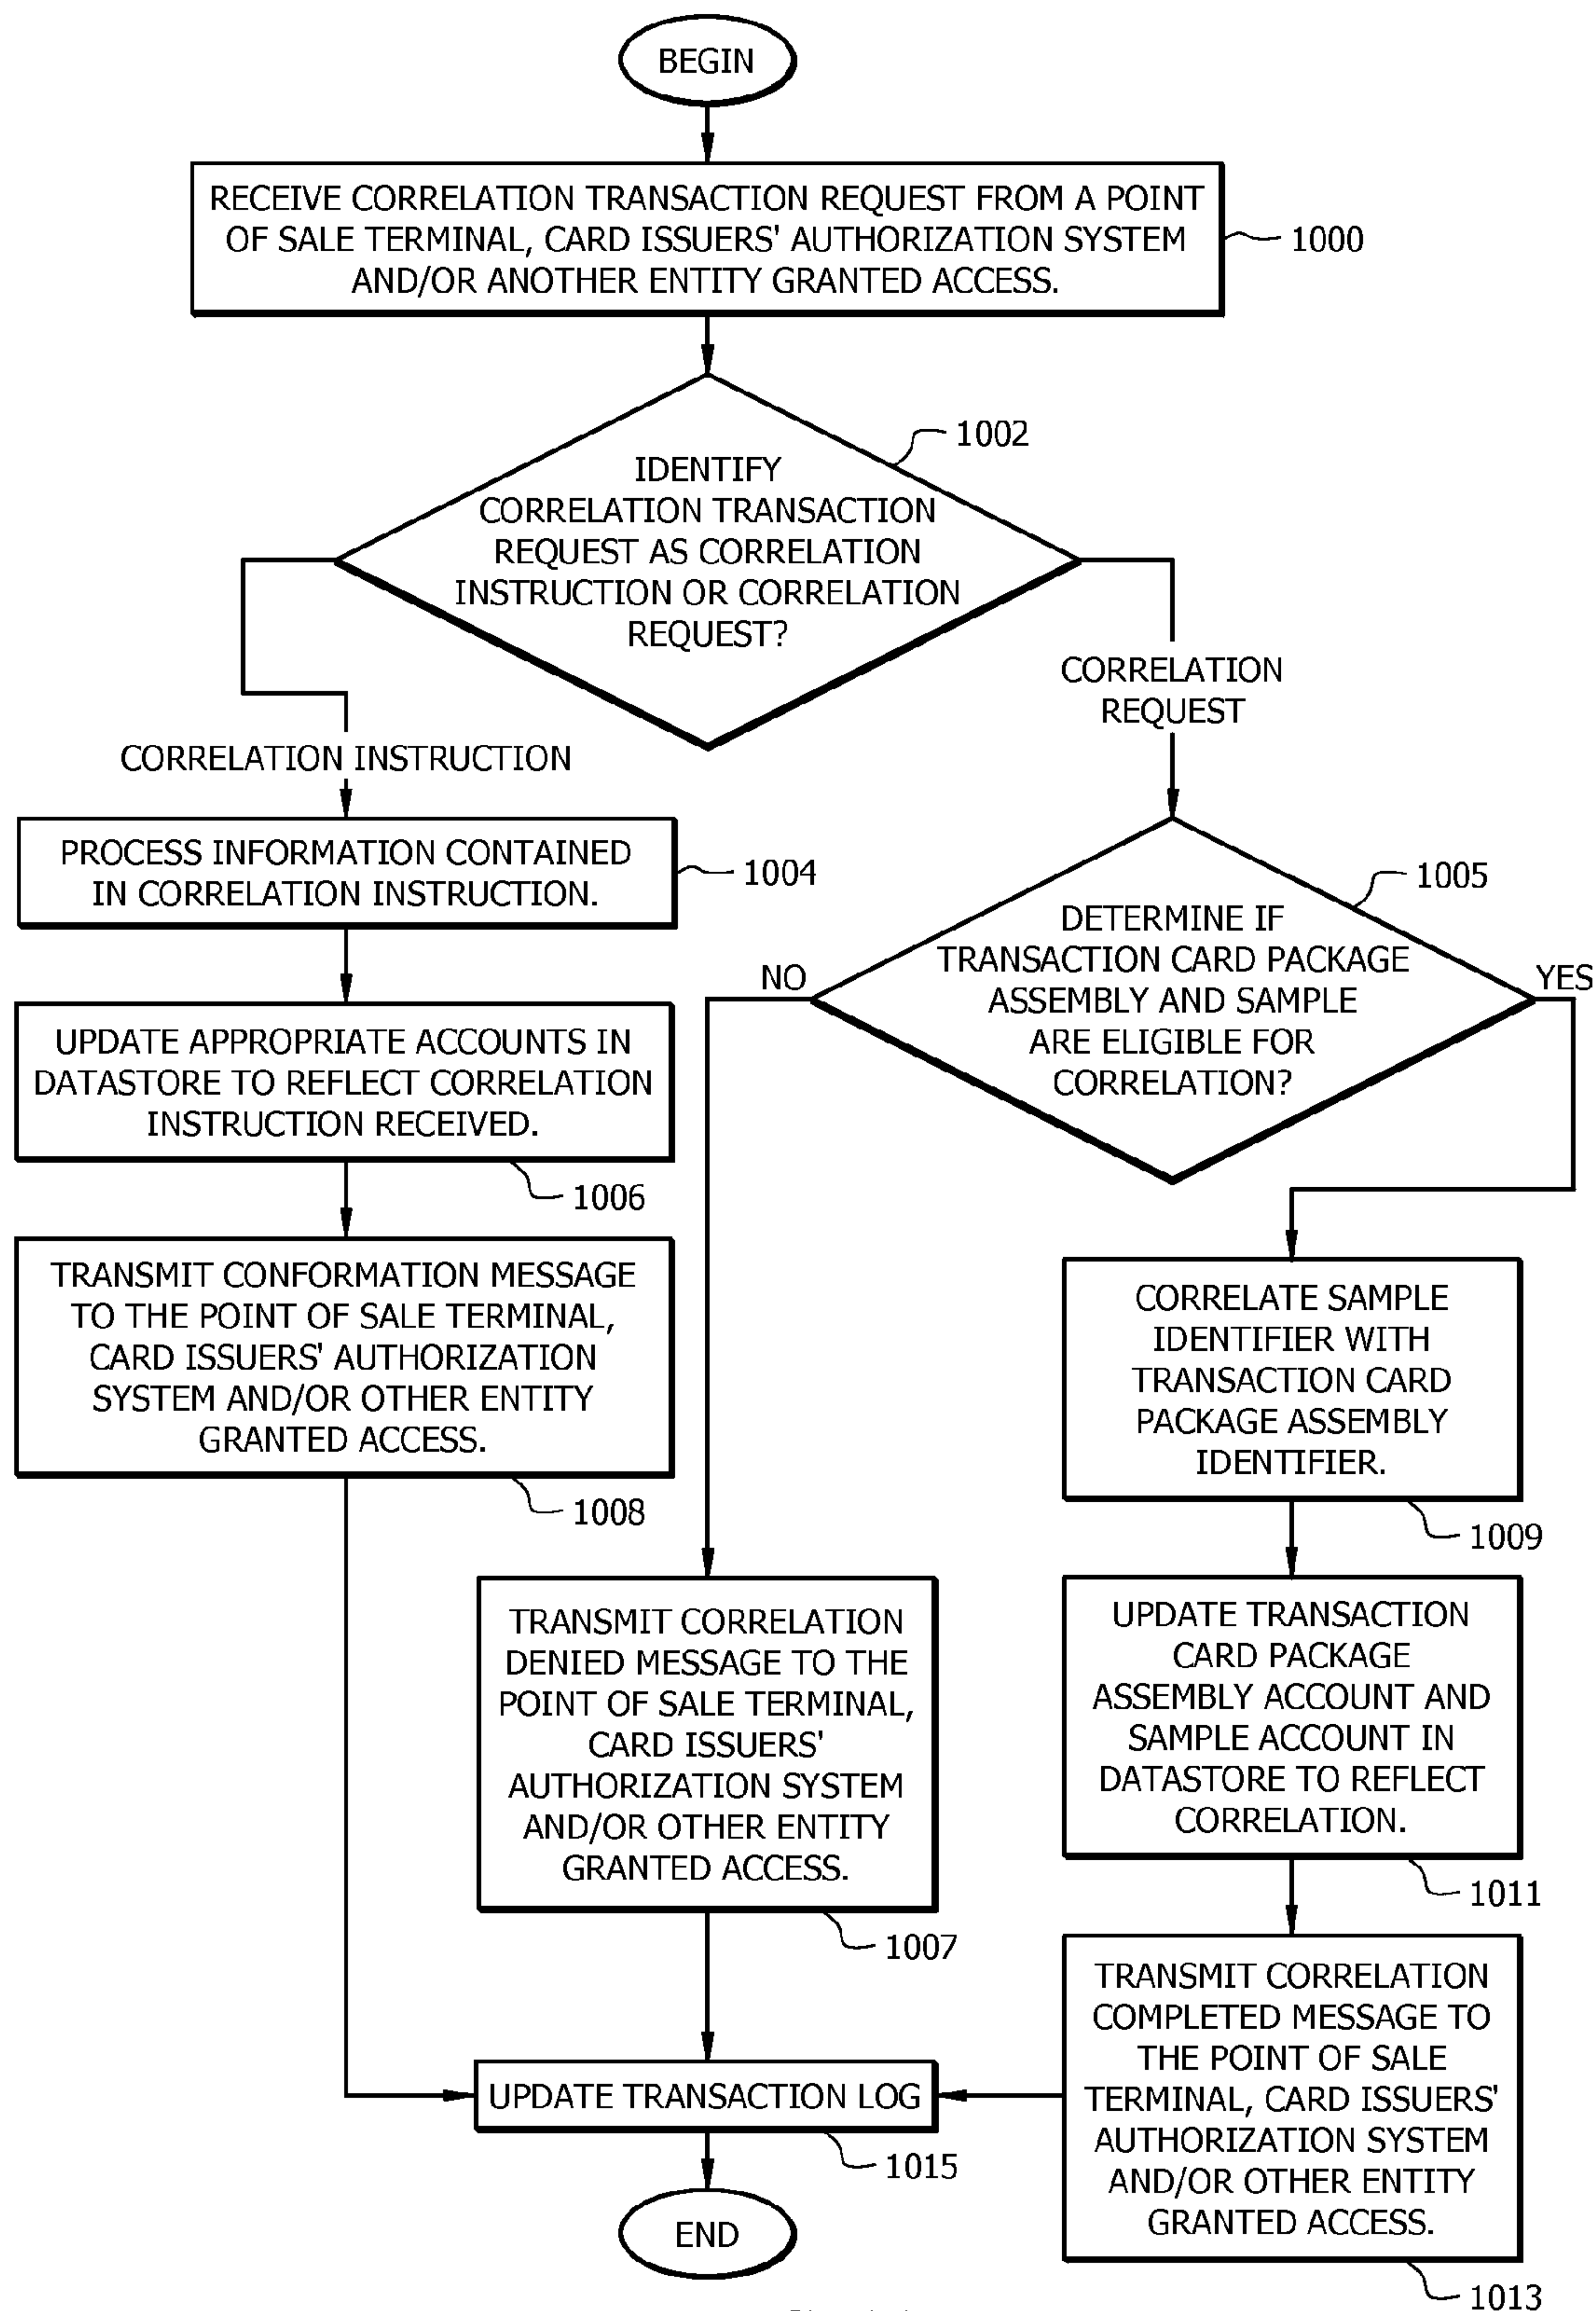 BEGIN
RECEIVE CORRELATION TRANSACTION REQUEST FROM A POINT
OF SALE TERMINAL, CARD ISSUERS' AUTHORIZATION SYSTEM
AND/OR ANOTHER ENTITY GRANTED ACCESS.
1000
1002
IDENTIFY
CORRELATION TRANSACTION
REQUEST AS CORRELATION
INSTRUCTION OR CORRELATION
REQUEST?
CORRELATION
REQUEST
CORRELATION INSTRUCTION
PROCESS INFORMATION CONTAINED
IN CORRELATION INSTRUCTION.
1004
1005
DETERMINE IF
TRANSACTION CARD PACKAGE
ASSEMBLY AND SAMPLE
ARE ELIGIBLE FOR
CORRELATION?
NO
YES
UPDATE APPROPRIATE ACCOUNTS IN
DATASTORE TO REFLECT CORRELATION
INSTRUCTION RECEIVED.
1006
TRANSMIT CONFORMATION MESSAGE
TO THE POINT OF SALE TERMINAL,
CARD ISSUERS' AUTHORIZATION
SYSTEM AND/OR OTHER ENTITY
GRANTED ACCESS.
1008
CORRELATE SAMPLE
IDENTIFIER WITH
TRANSACTION CARD
PACKAGE ASSEMBLY
IDENTIFIER.
1009
TRANSMIT CORRELATION
DENIED MESSAGE TO THE
POINT OF SALE TERMINAL,
CARD ISSUERS'
AUTHORIZATION SYSTEM
AND/OR OTHER ENTITY
GRANTED ACCESS.
1007
UPDATE TRANSACTION
CARD PACKAGE
ASSEMBLY ACCOUNT AND
SAMPLE ACCOUNT IN
DATASTORE TO REFLECT
CORRELATION.
1011
TRANSMIT CORRELATION
COMPLETED MESSAGE TO
THE POINT OF SALE
TERMINAL, CARD ISSUERS'
AUTHORIZATION SYSTEM
AND/OR OTHER ENTITY
GRANTED ACCESS.
1013
UPDATE TRANSACTION LOG
1015
END